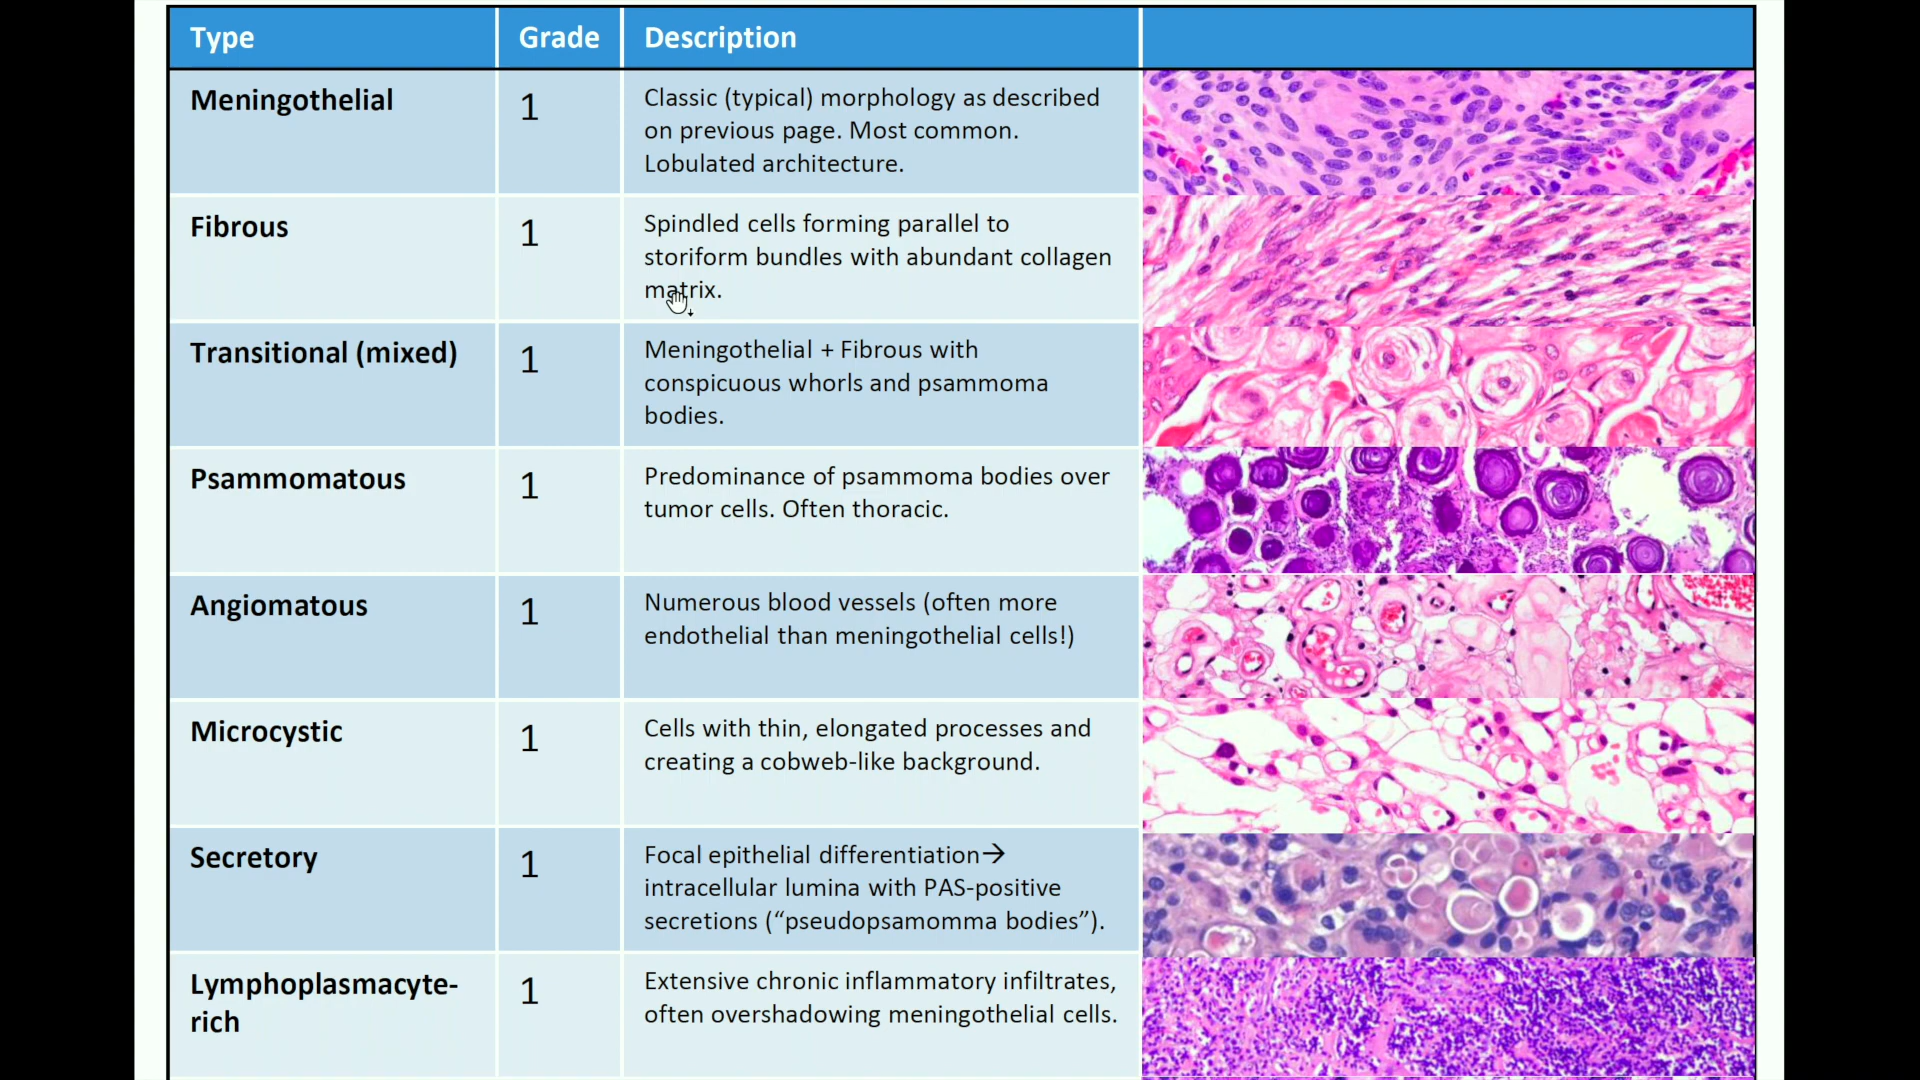 Type Grade Description
Meningothelial 1 Classic (typical) morphology as described
on previous page. Most common.
Lobulated architecture.
Fibrous 1 Spindled cells forming parallel to
storiform bundles with abundant collagen
matrix.
Transitional (mixed) 1 Meningothelial + Fibrous with
conspicuous whorls and psammoma
bodies.
Psammomatous 1 Predominance of psammoma bodies over
tumor cells. Often thoracic.
Angiomatous 1 Numerous blood vessels (often more
endothelial than meningothelial cells!)
Microcystic 1 Cells with thin, elongated processes and
creating a cobweb-like background.
Secretory 1 Focal epithelial differentiation→
intracellular lumina with PAS-positive
secretions (“pseudopsamomma bodies”).
Lymphoplasmacyte-
rich 1 Extensive chronic inflammatory infiltrates,
often overshadowing meningothelial cells.